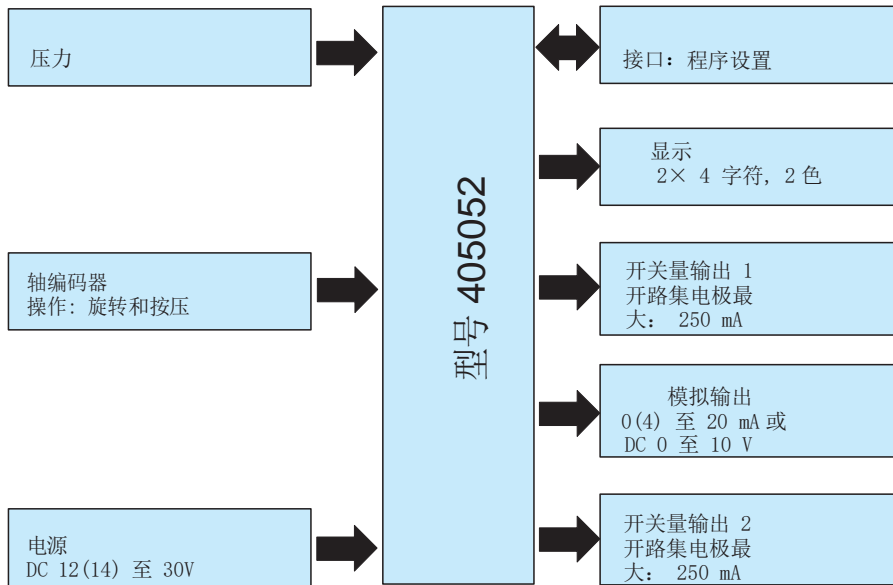 压力
轴编码器
操作: 旋转和按压
电源
DC 12(14) 至 30V
型号 405052
接口: 程序设置
显示
2× 4 字符, 2 色
开关量输出 1
开路集电极最
大: 250 mA
模拟输出
0(4) 至 20 mA 或
DC 0 至 10 V
开关量输出 2
开路集电极最
大: 250 mA